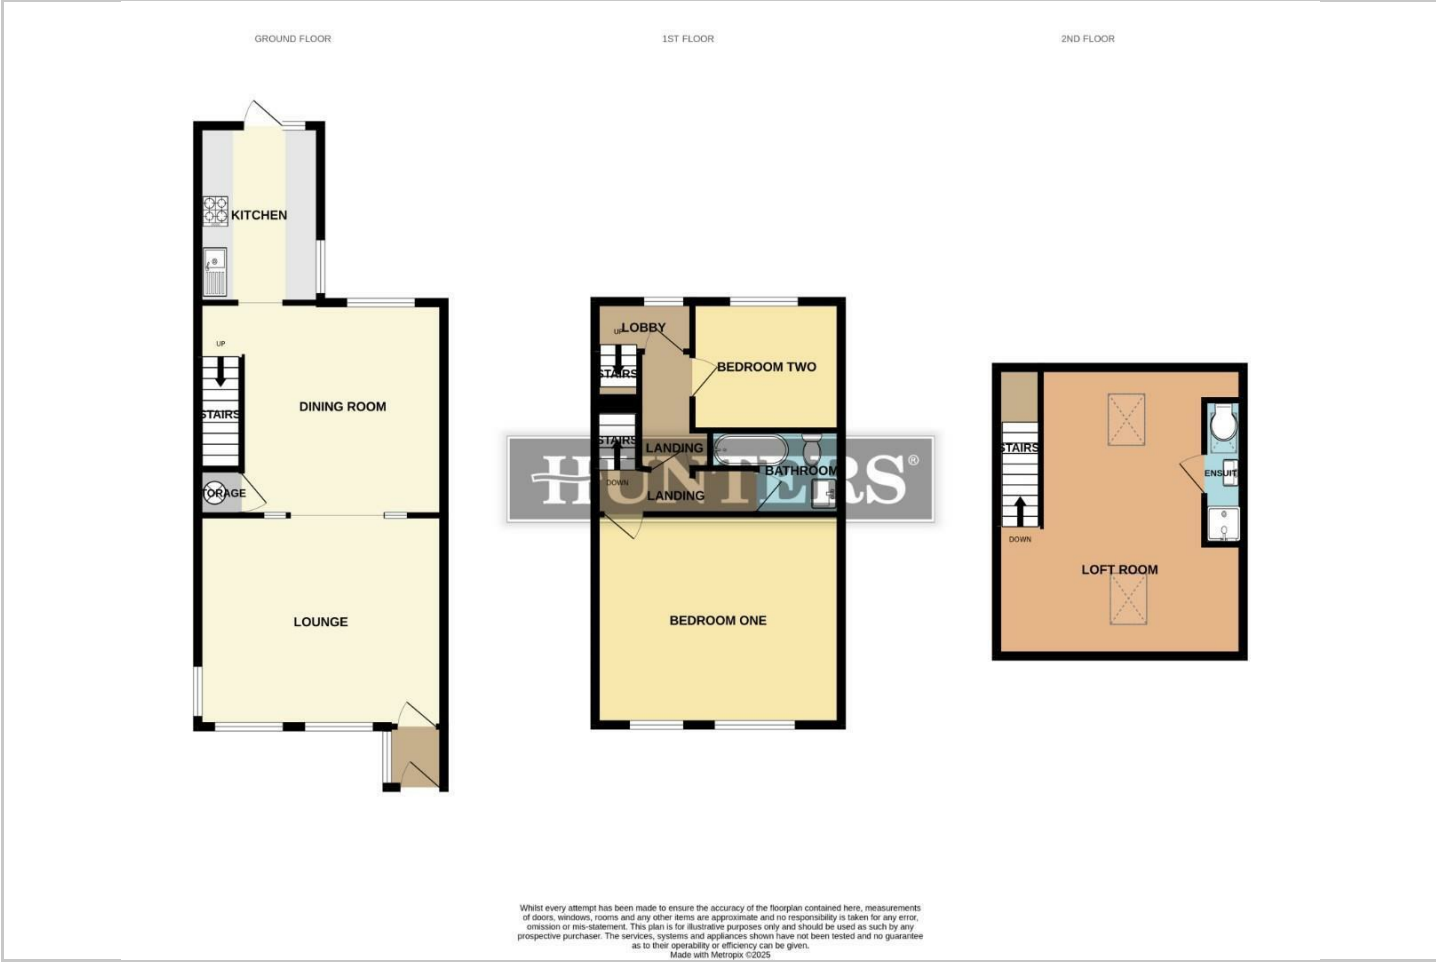 GROUND FLOOR
1ST FLOOR
2ND FLOOR
KITCHEN
UP
STAIRS
DINING ROOM
STORAGE
LOUNGE
LOBBY
UP
STAIRS
BEDROOM TWO
STAIRS
LANDING
BATHROOM
DOWN
LANDING
HUNTERS®
BEDROOM ONE
STAIRS
ENSUIT
DOWN
LOFT ROOM
Whilst every attempt has been made to ensure the accuracy of the floorplan contained here, measurements
of doors, windows, rooms and any other items are approximate and no responsibility is taken for any error,
omission or mis-statement. This plan is for illustrative purposes only and should be used as such by any
prospective purchaser. The services, systems and appliances shown have not been tested and no guarantee
as to their operability or efficiency can be given.
Made with Metropix ©2025